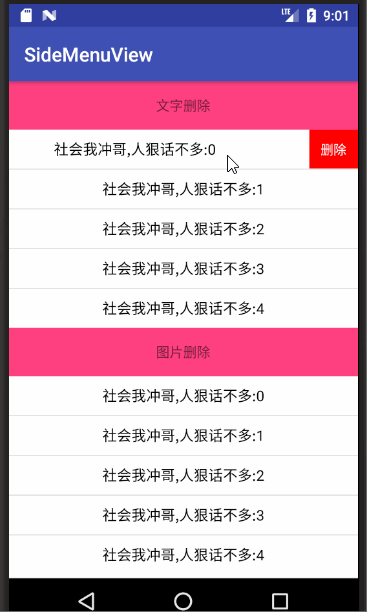 LTE 9:01
SideMenuView
文字删除
社会我冲哥,人狠话不多:0 删除
社会我冲哥,人狠话不多:1
社会我冲哥,人狠话不多:2
社会我冲哥,人狠话不多:3
社会我冲哥,人狠话不多:4
图片删除
社会我冲哥,人狠话不多:0
社会我冲哥,人狠话不多:1
社会我冲哥,人狠话不多:2
社会我冲哥,人狠话不多:3
社会我冲哥,人狠话不多:4